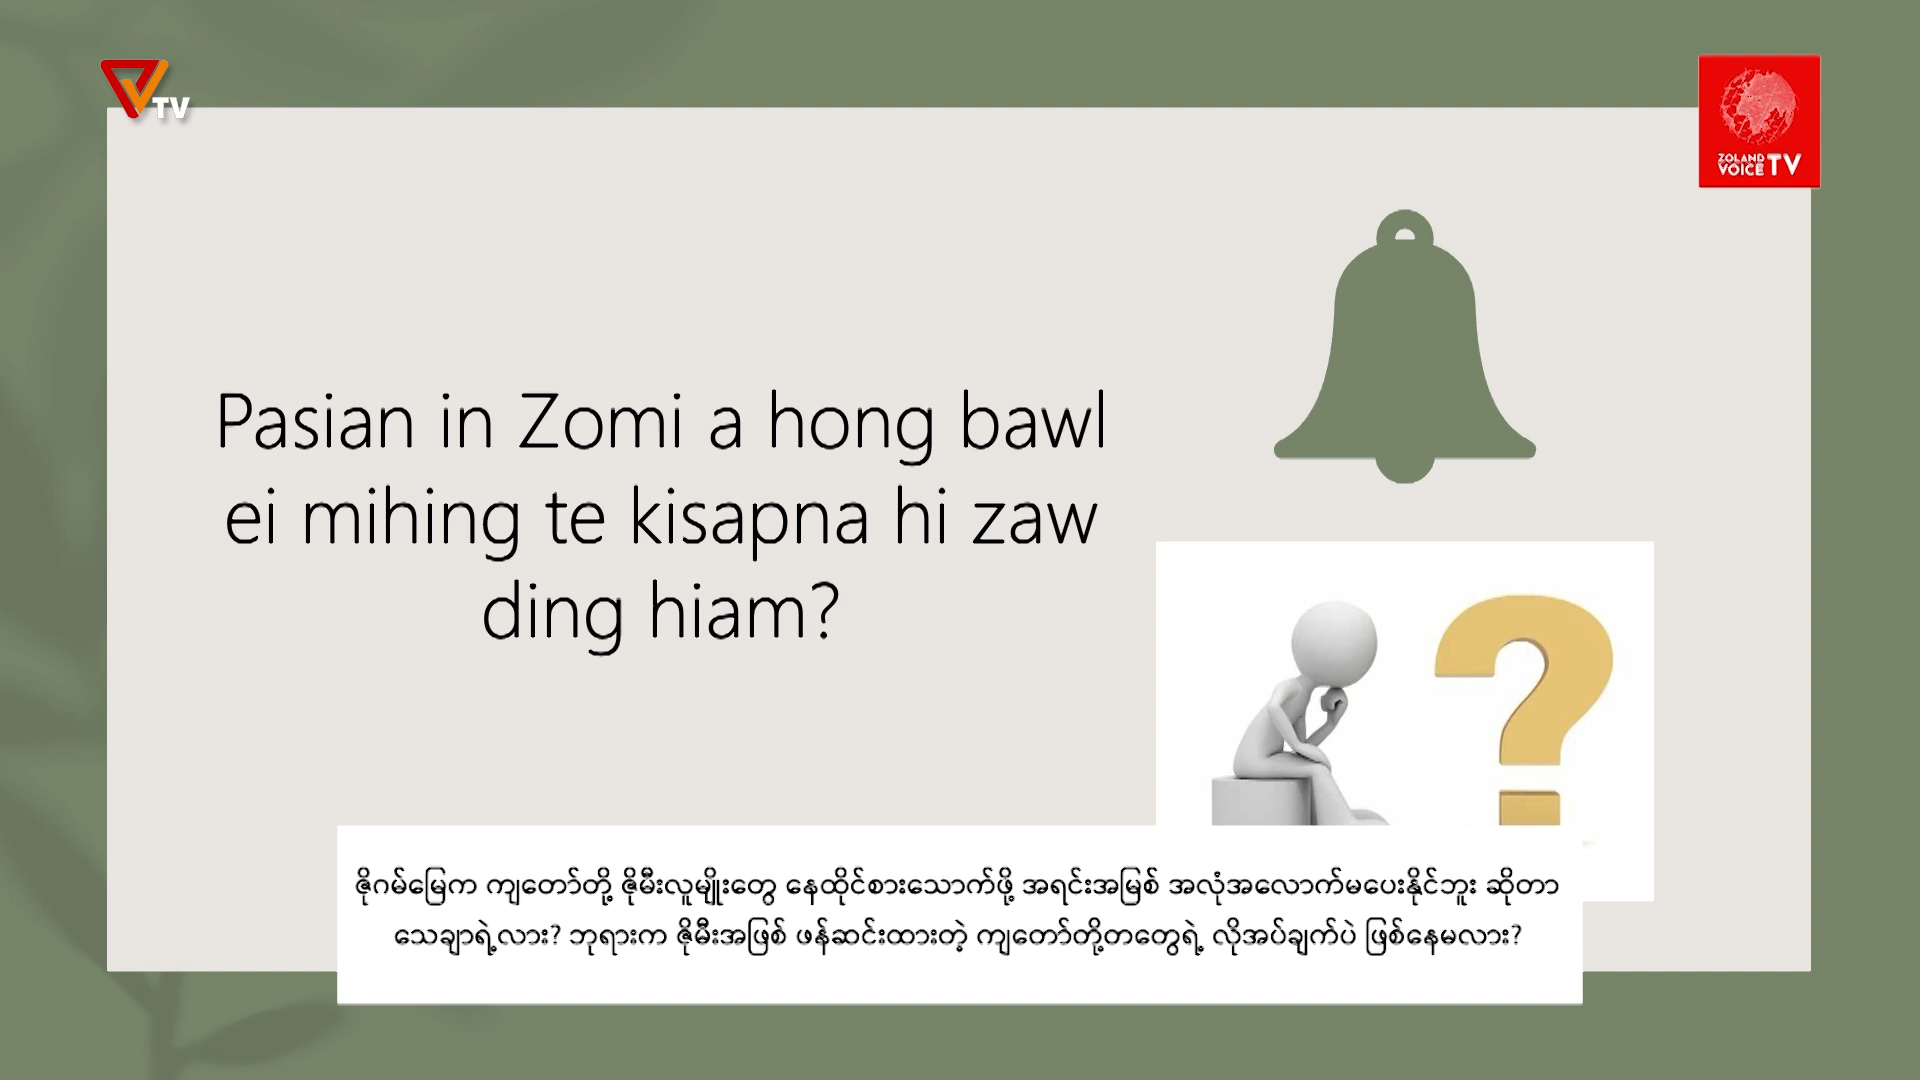 TV
ZOLAND
VOICE TV
Pasian in Zomi a hong bawl
ei mihing te kisapna hi zaw
ding hiam?
?
ဇိုဂမ်မြေက ကျတော်တို့ ဇိုမီးလူမျိုးတွေ နေထိုင်စားသောက်ဖို့ အရင်းအမြစ် အလုံအလောက်မပေးနိုင်ဘူး ဆိုတာ
သေချာရဲ့လား? ဘုရားက ဇိုမီးအဖြစ် ဖန်ဆင်းထားတဲ့ ကျတော်တို့တတွေရဲ့ လိုအပ်ချက်ပဲ ဖြစ်နေမလား?